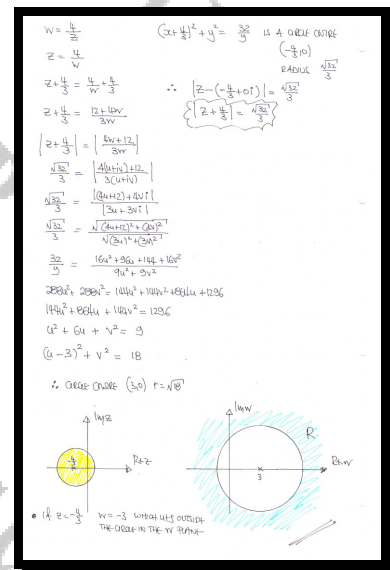 w = 4/z
z = 4/w
z + 4/3 = 4/w + 4/3
z + 4/3 = (12+4w)/3w
|z + 4/3| = |(4w+12)/3w|
√32/3 = |(4(u+iv)+12)/(3(u+iv))|
√32/3 = |(4u+12)+4vi| / |3u+3vi|
√32/3 = √((4u+12)²+(4v)²) / √((3u)²+(3v)²)
32/9 = (16u²+96u+144+16v²)/(9u²+9v²)
288u² + 288v² = 144u² + 144v² + 864u + 1296
144u² + 864u + 144v² = 1296
u² + 6u + v² = 9
(u-3)² + v² = 18
∴ CIRCLE CENTRE (3,0) r = √18
(x+4/3)² + y² = 32/9 IS A CIRCLE CENTRE
(-4/3,0)
RADIUS √32/3
∴ |z-(-4/3+0i)| = √32/3
|z+4/3| = √32/3
Im z
Re z
-4/3
Im w
R
Re w
3
• If z = -4/3 w = -3 WHICH LIES OUTSIDE
THE CIRCLE IN THE W PLANE